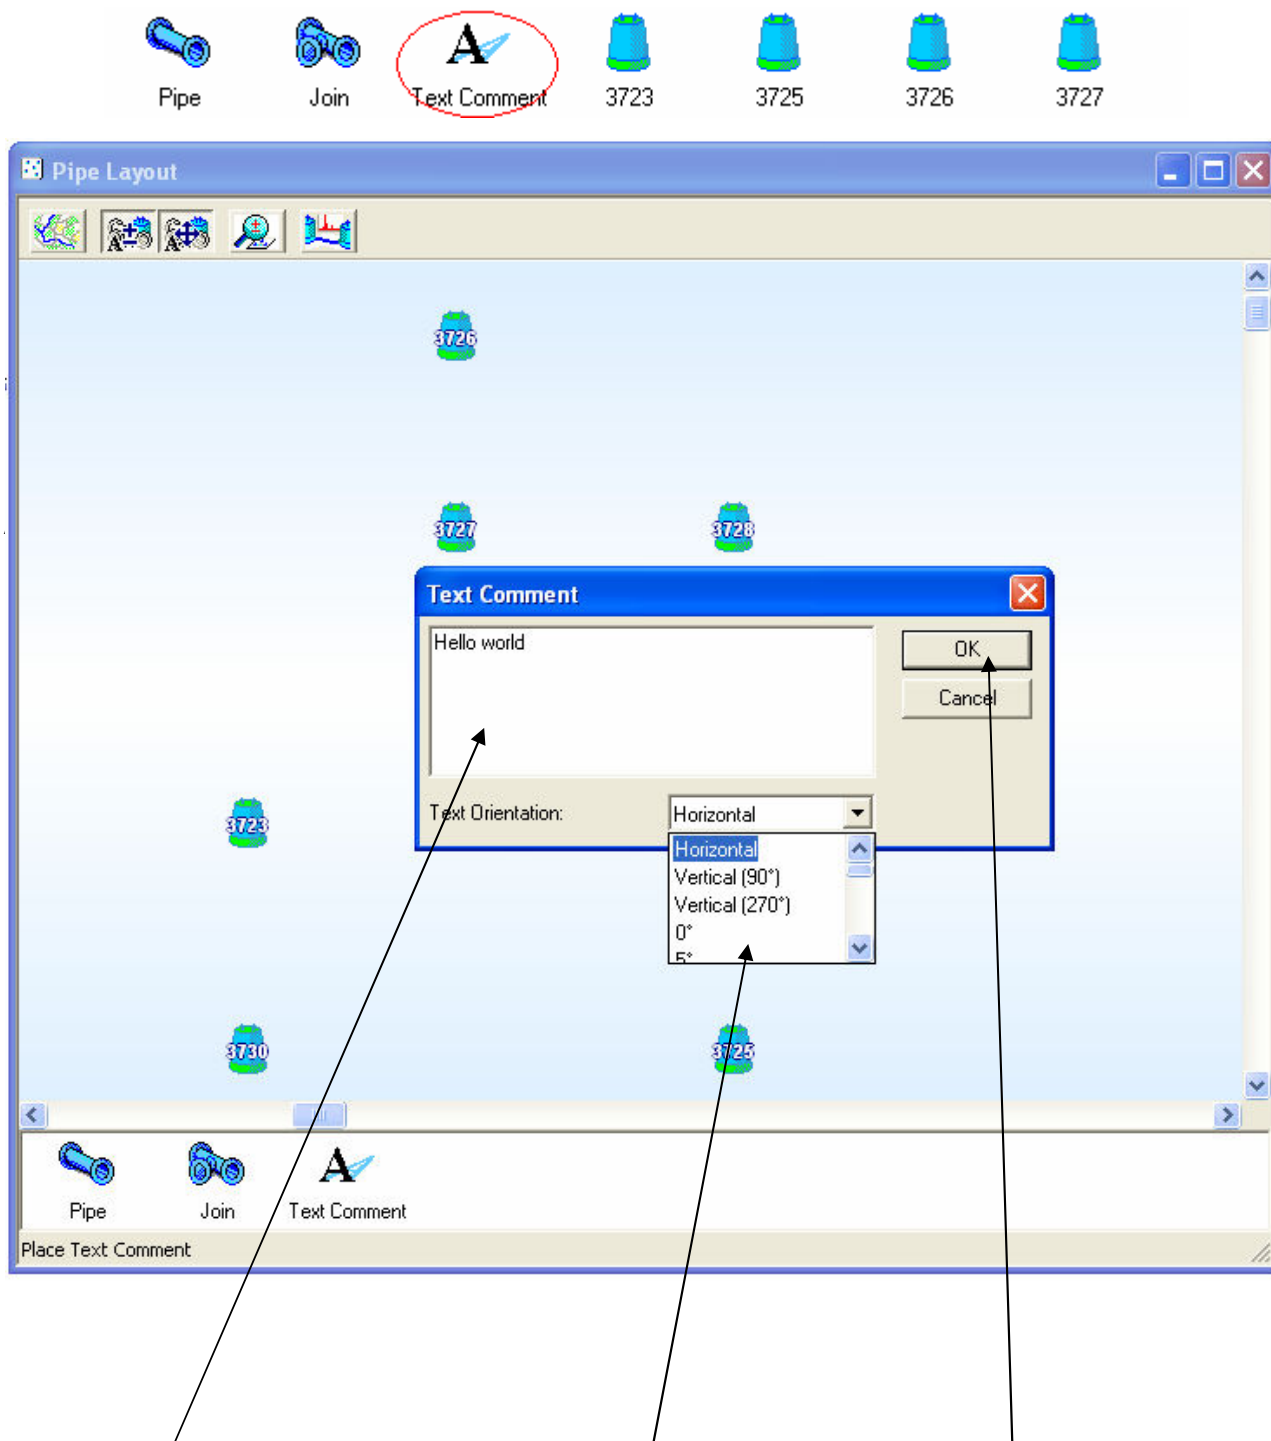 Pipe Join Text Comment 3723 3725 3726 3727
Pipe Layout
3726
3727 3728
Text Comment
Hello world
OK
Cancel
Text Orientation: Horizontal
Horizontal
Vertical (90°)
Vertical (270°)
0°
5°
3723
3730 3725
Pipe Join Text Comment
Place Text Comment